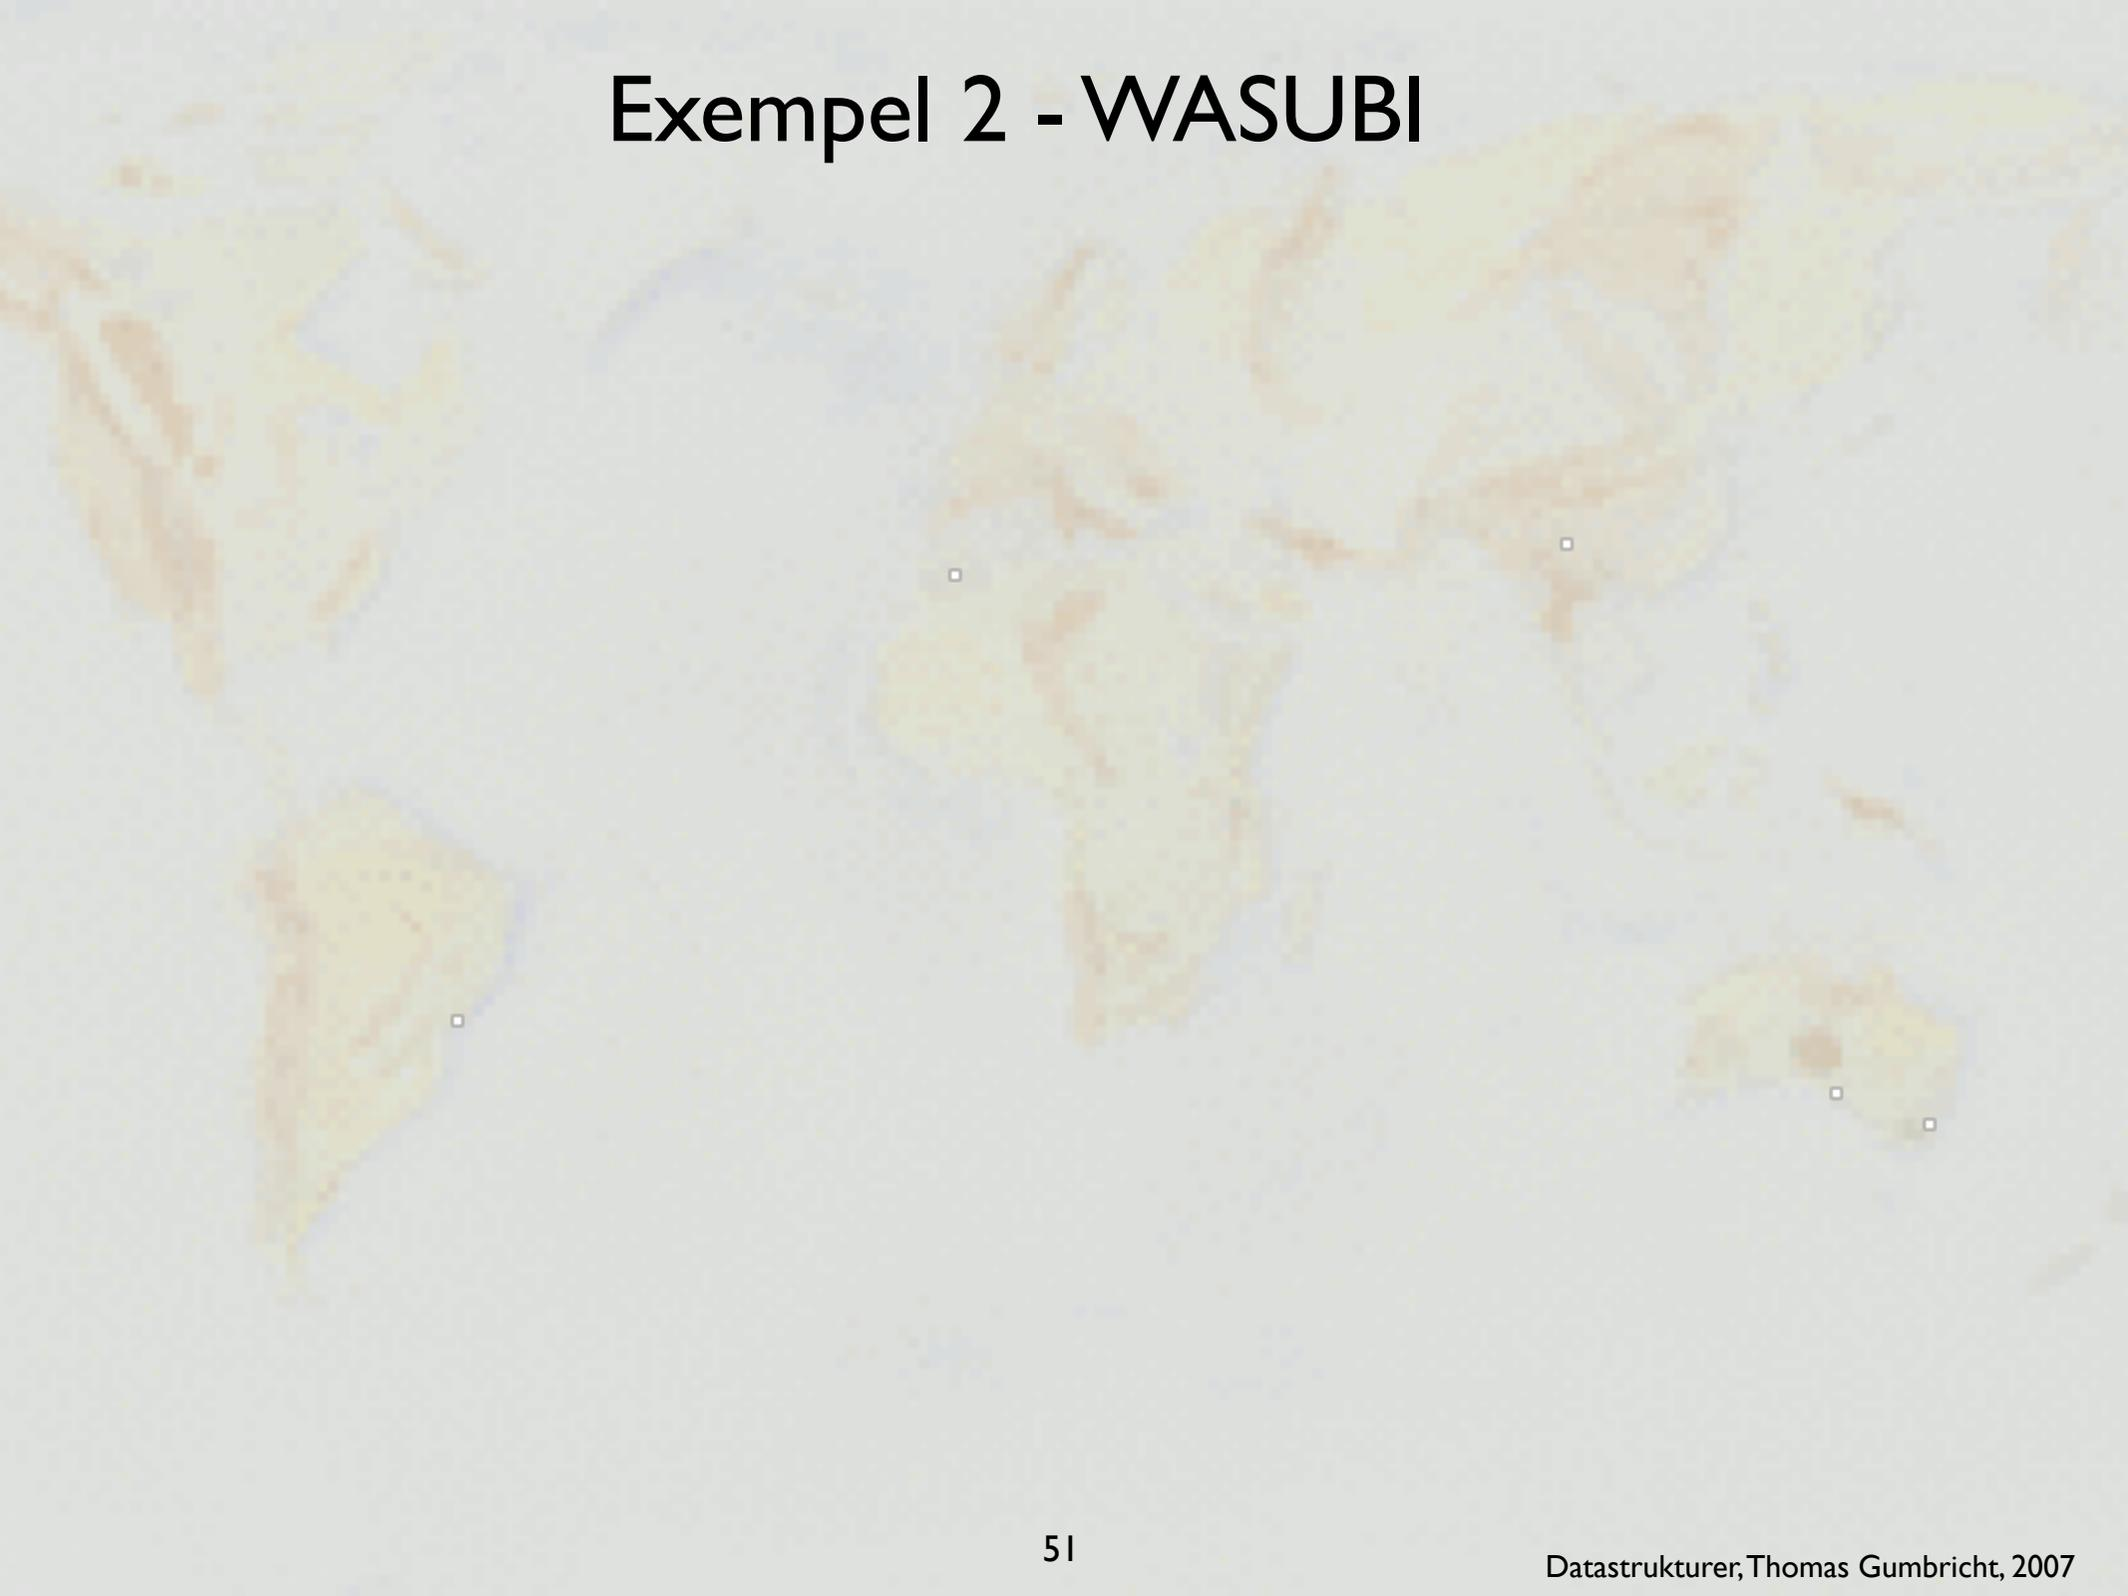 Exempel 2 - WASUBI
51
Datastrukturer, Thomas Gumbricht, 2007